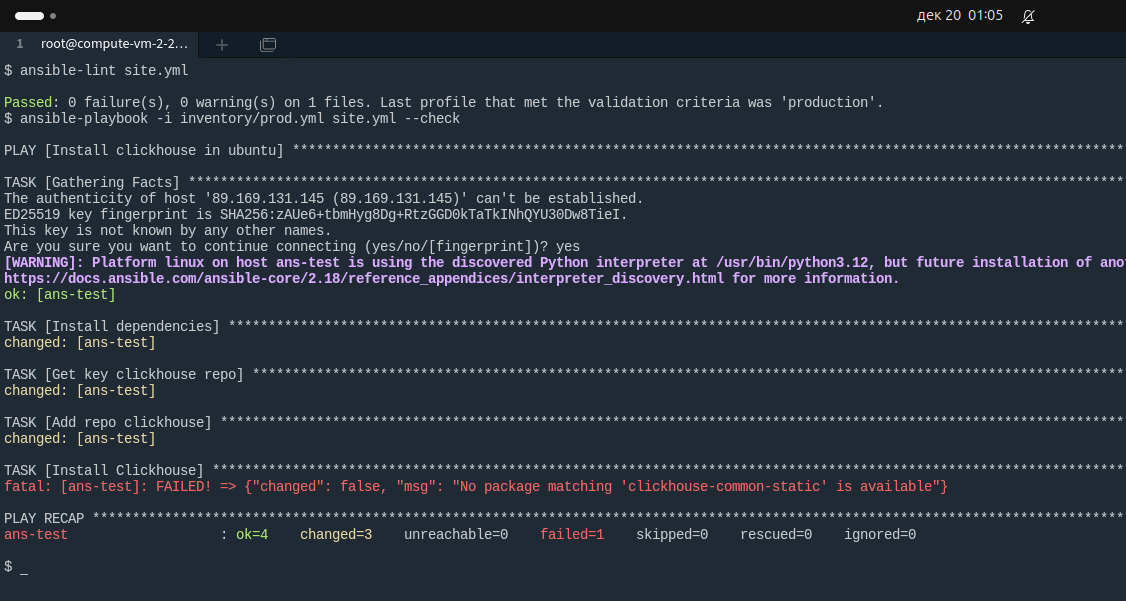 дек 20 01:05
1 root@compute-vm-2-2...
$ ansible-lint site.yml
Passed: 0 failure(s), 0 warning(s) on 1 files. Last profile that met the validation criteria was 'production'.
$ ansible-playbook -i inventory/prod.yml site.yml --check
PLAY [Install clickhouse in ubuntu] ********************************************************************************************************
TASK [Gathering Facts] *********************************************************************************************************************
The authenticity of host '89.169.131.145 (89.169.131.145)' can't be established.
ED25519 key fingerprint is SHA256:zAUe6+tbmHyg8Dg+RtzGGD0kTaTkINhQYU30Dw8TieI.
This key is not known by any other names.
Are you sure you want to continue connecting (yes/no/[fingerprint])? yes
[WARNING]: Platform linux on host ans-test is using the discovered Python interpreter at /usr/bin/python3.12, but future installation of ano
https://docs.ansible.com/ansible-core/2.18/reference_appendices/interpreter_discovery.html for more information.
ok: [ans-test]
TASK [Install dependencies] ****************************************************************************************************************
changed: [ans-test]
TASK [Get key clickhouse repo] *************************************************************************************************************
changed: [ans-test]
TASK [Add repo clickhouse] *****************************************************************************************************************
changed: [ans-test]
TASK [Install Clickhouse] ******************************************************************************************************************
fatal: [ans-test]: FAILED! => {"changed": false, "msg": "No package matching 'clickhouse-common-static' is available"}
PLAY RECAP *********************************************************************************************************************************
ans-test : ok=4 changed=3 unreachable=0 failed=1 skipped=0 rescued=0 ignored=0
$ _